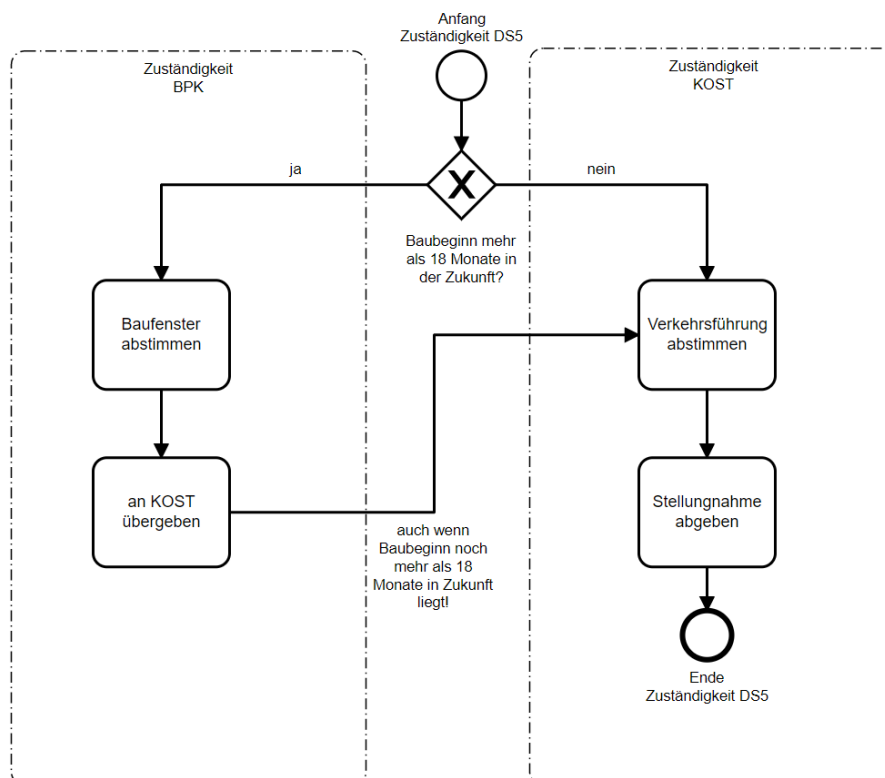 Anfang
Zuständigkeit DS5
Zuständigkeit
BPK
Zuständigkeit
KOST
ja
X
nein
Baubeginn mehr
als 18 Monate in
der Zukunft?
Baufenster
abstimmen
Verkehrsführung
abstimmen
an KOST
übergeben
auch wenn
Baubeginn noch
mehr als 18
Monate in Zukunft
liegt!
Stellungnahme
abgeben
Ende
Zuständigkeit DS5